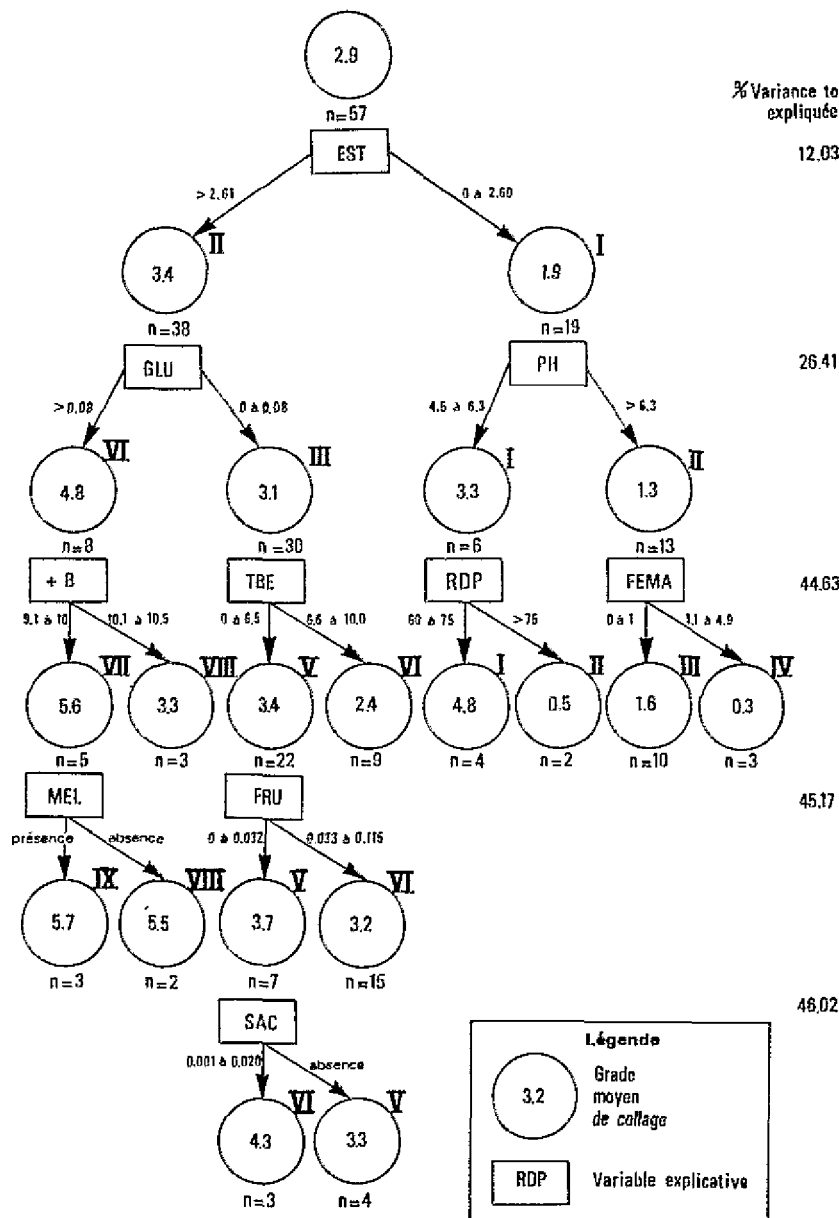 2.9
n=57
% Variance to
expliquée
EST
12.03
> 2.61
0 à 2.60
II
I
3.4
1.9
n=38
n=19
GLU
PH
26.41
> 0.08
0 à 0.08
4.5 à 6.3
> 6.3
VI
III
I
II
4.8
3.1
3.3
1.3
n=8
n=30
n=6
n=13
+ B
TBE
RDP
FEMA
44.63
9.1 à 10
10.1 à 10.5
0 à 6.5
6.6 à 10.0
60 à 75
>75
0 à 1
1.1 à 4.9
VII
VIII
V
VI
I
II
III
IV
5.6
3.3
3.4
2.4
4.8
0.5
1.6
0.3
n=5
n=3
n=22
n=9
n=4
n=2
n=10
n=3
MEL
FRU
45.17
présence
absence
0 à 0.032
0.033 à 0.115
IX
VIII
V
VI
5.7
5.5
3.7
3.2
n=3
n=2
n=7
n=15
SAC
46.02
0.001 à 0.020
absence
VI
V
4.3
3.3
n=3
n=4
Légende
3.2
Grade
moyen
de collage
RDP
Variable explicative